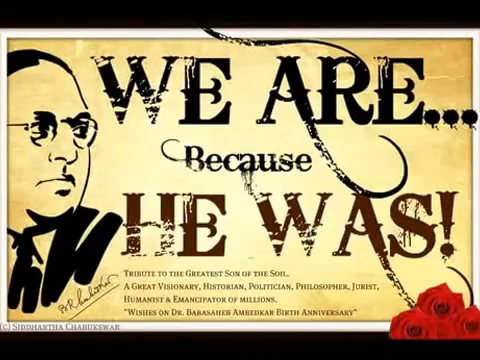 WE ARE...
Because
HE WAS!
TRIBUTE TO THE GREATEST SON OF THE SOIL.
A GREAT VISIONARY, HISTORIAN, POLITICIAN, PHILOSOPHER, JURIST,
HUMANIST & EMANCIPATOR OF MILLIONS.
"WISHES ON DR. BABASAHEB AMBEDKAR BIRTH ANNIVERSARY"
(C) SIDDHARTHA CHABUKSWAR